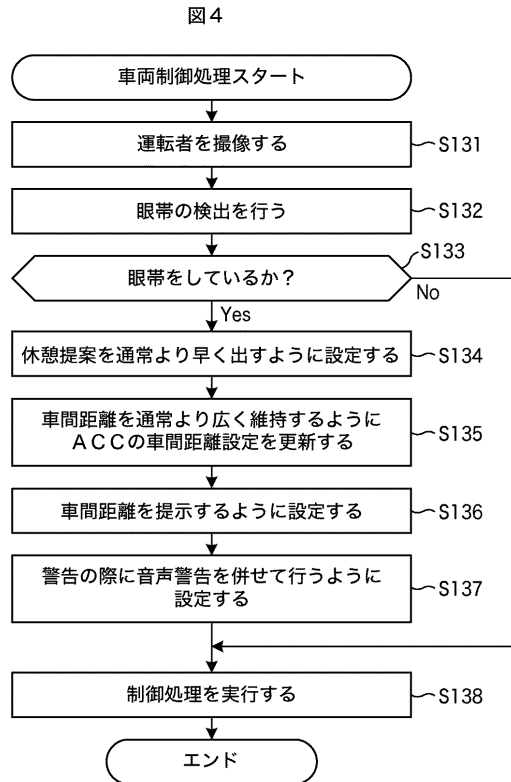 図４
車両制御処理スタート
運転者を撮像する
S131
眼帯の検出を行う
S132
S133
眼帯をしているか？
No
Yes
休憩提案を通常より早く出すように設定する
S134
車間距離を通常より広く維持するように
ＡＣＣの車間距離設定を更新する
S135
車間距離を提示するように設定する
S136
警告の際に音声警告を併せて行うように
設定する
S137
制御処理を実行する
S138
エンド